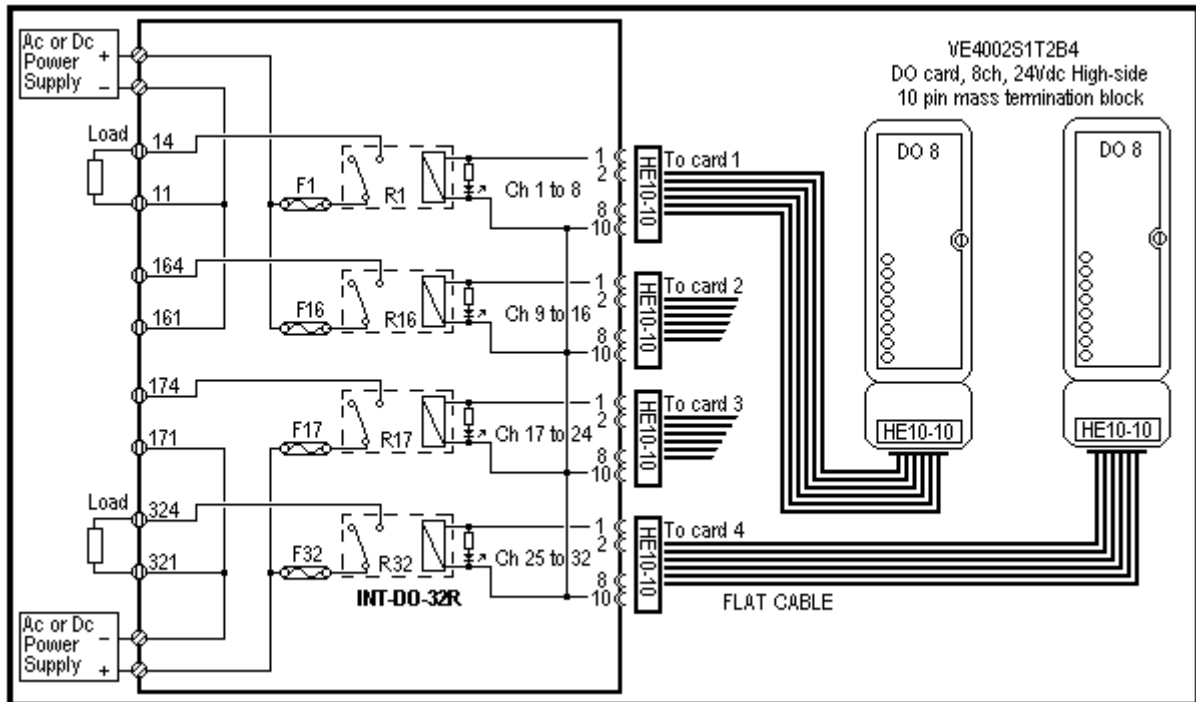 Ac or Dc
Power
Supply
+
−
Load
14
11
164
161
174
171
Load
324
321
Ac or Dc
Power
Supply
−
+
F1
R1
F16
R16
F17
R17
F32
R32
INT-DO-32R
1
2
8
10
Ch 1 to 8
HE10-10
To card 1
1
2
8
10
Ch 9 to 16
HE10-10
To card 2
1
2
8
10
Ch 17 to 24
HE10-10
To card 3
1
2
8
10
Ch 25 to 32
HE10-10
To card 4
FLAT CABLE
VE4002S1T2B4
DO card, 8ch, 24Vdc High-side
10 pin mass termination block
DO 8
HE10-10
DO 8
HE10-10